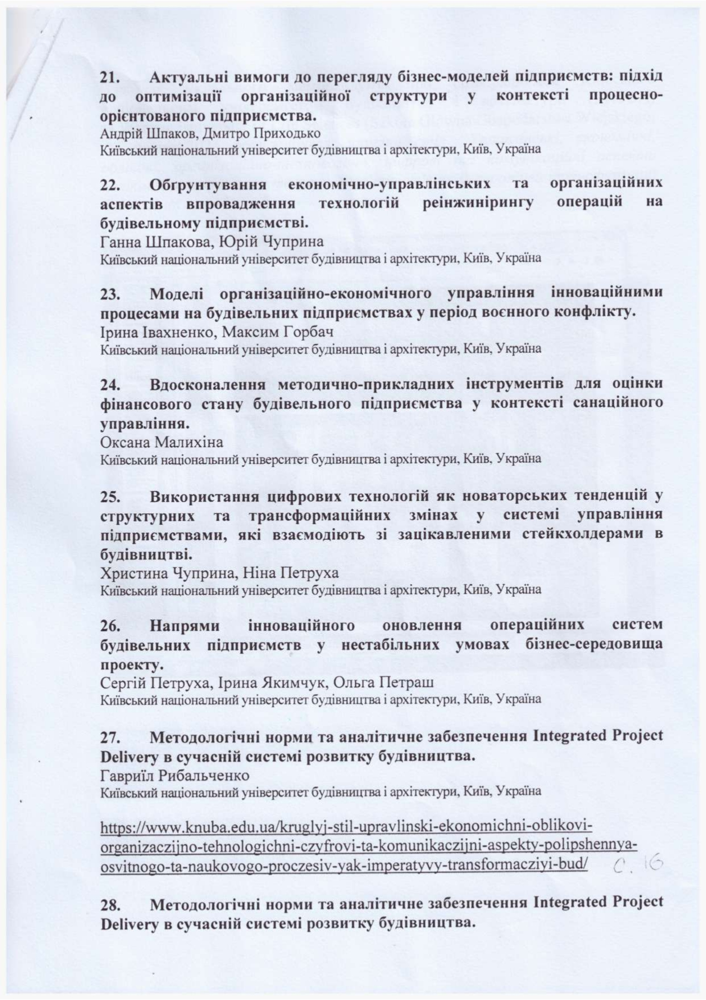 21. Актуальні вимоги до перегляду бізнес-моделей підприємств: підхід
до оптимізації організаційної структури у контексті процесно-
орієнтованого підприємства.
Андрій Шпаков, Дмитро Приходько
Київський національний університет будівництва і архітектури, Київ, Україна
22. Обґрунтування економічно-управлінських та організаційних
аспектів впровадження технологій реінжинірингу операцій на
будівельному підприємстві.
Ганна Шпакова, Юрій Чуприна
Київський національний університет будівництва і архітектури, Київ, Україна
23. Моделі організаційно-економічного управління інноваційними
процесами на будівельних підприємствах у період воєнного конфлікту.
Ірина Івахненко, Максим Горбач
Київський національний університет будівництва і архітектури, Київ, Україна
24. Вдосконалення методично-прикладних інструментів для оцінки
фінансового стану будівельного підприємства у контексті санаційного
управління.
Оксана Малихіна
Київський національний університет будівництва і архітектури, Київ, Україна
25. Використання цифрових технологій як новаторських тенденцій у
структурних та трансформаційних змінах у системі управління
підприємствами, які взаємодіють зі зацікавленими стейкхолдерами в
будівництві.
Христина Чуприна, Ніна Петруха
Київський національний університет будівництва і архітектури, Київ, Україна
26. Напрями інноваційного оновлення операційних систем
будівельних підприємств у нестабільних умовах бізнес-середовища
проекту.
Сергій Петруха, Ірина Якимчук, Ольга Петраш
Київський національний університет будівництва і архітектури, Київ, Україна
27. Методологічні норми та аналітичне забезпечення Integrated Project
Delivery в сучасній системі розвитку будівництва.
Гавриїл Рибальченко
Київський національний університет будівництва і архітектури, Київ, Україна
https://www.knuba.edu.ua/kruglyj-stil-upravlinski-ekonomichni-oblikovi-
organizaczijno-tehnologichni-czyfrovi-ta-komunikaczijni-aspekty-polipshennya-
osvitnogo-ta-naukovogo-proczesiv-yak-imperatyvy-transformacziyi-bud/ с. 16
28. Методологічні норми та аналітичне забезпечення Integrated Project
Delivery в сучасній системі розвитку будівництва.